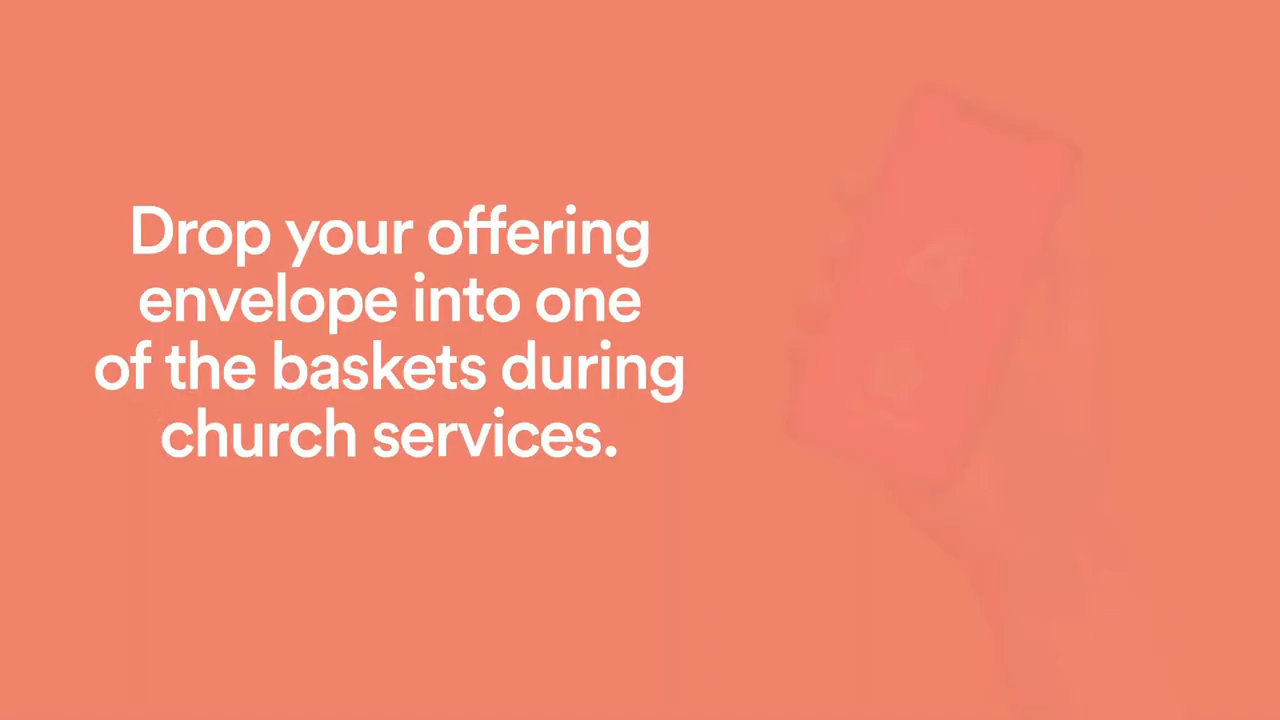 Drop your offering
envelope into one
of the baskets during
church services.